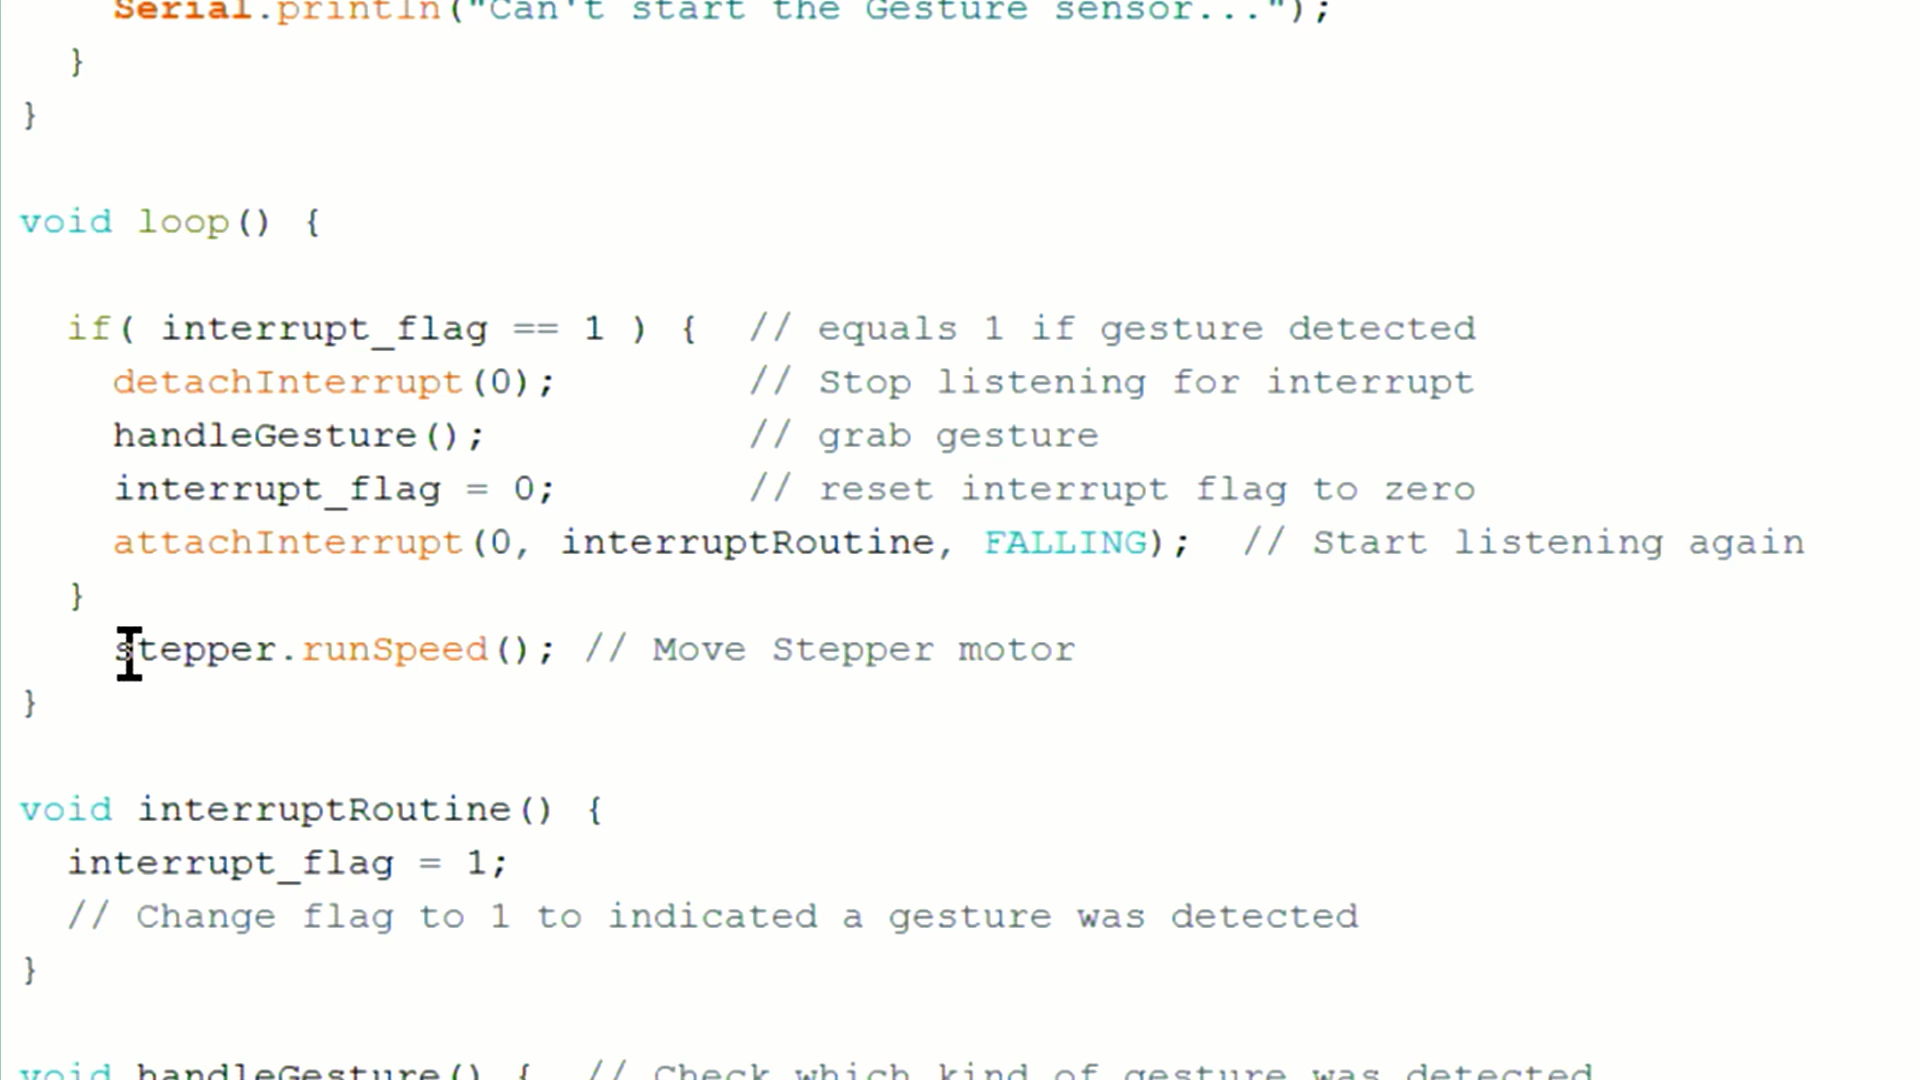 Serial.println("Can't start the Gesture sensor...");
}
}
void loop() {
if( interrupt_flag == 1 ) { // equals 1 if gesture detected
detachInterrupt(0); // Stop listening for interrupt
handleGesture(); // grab gesture
interrupt_flag = 0; // reset interrupt flag to zero
attachInterrupt(0, interruptRoutine, FALLING); // Start listening again
}
stepper.runSpeed(); // Move Stepper motor
}
void interruptRoutine() {
interrupt_flag = 1;
// Change flag to 1 to indicated a gesture was detected
}
void handleGesture() { // Check which kind of gesture was detected